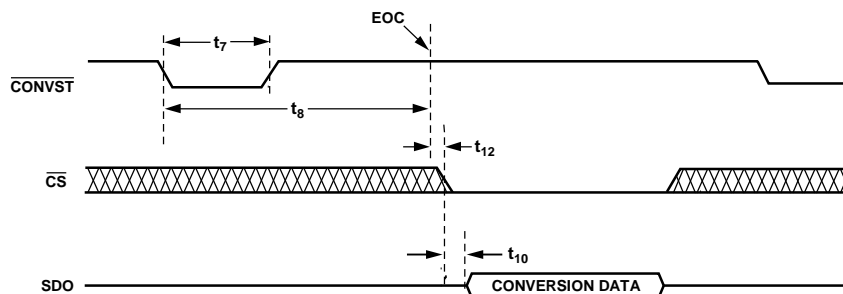 EOC
t7
CONVST
t8
t12
CS
t10
SDO
CONVERSION DATA